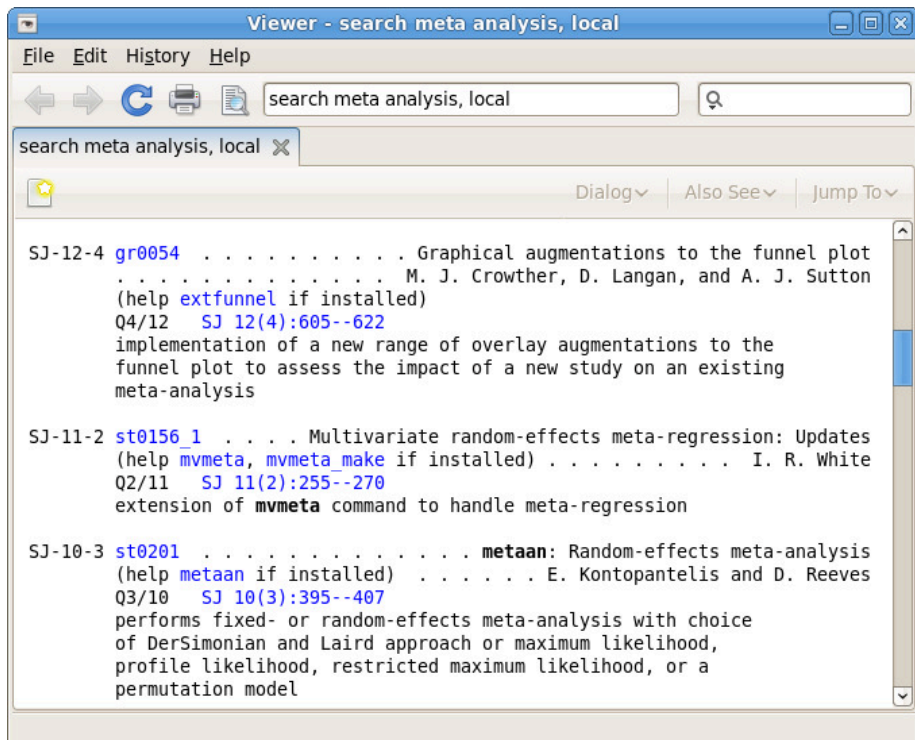 Viewer - search meta analysis, local
File Edit History Help
search meta analysis, local
search meta analysis, local
Dialog Also See Jump To
SJ-12-4 gr0054 . . . . . . . . . . Graphical augmentations to the funnel plot
. . . . . . . . . . . . . . M. J. Crowther, D. Langan, and A. J. Sutton
(help extfunnel if installed)
Q4/12 SJ 12(4):605--622
implementation of a new range of overlay augmentations to the
funnel plot to assess the impact of a new study on an existing
meta-analysis
SJ-11-2 st0156_1 . . . . Multivariate random-effects meta-regression: Updates
(help mvmeta, mvmeta_make if installed) . . . . . . . . . I. R. White
Q2/11 SJ 11(2):255--270
extension of mvmeta command to handle meta-regression
SJ-10-3 st0201 . . . . . . . . . . . . . . metaan: Random-effects meta-analysis
(help metaan if installed) . . . . . . E. Kontopantelis and D. Reeves
Q3/10 SJ 10(3):395--407
performs fixed- or random-effects meta-analysis with choice
of DerSimonian and Laird approach or maximum likelihood,
profile likelihood, restricted maximum likelihood, or a
permutation model